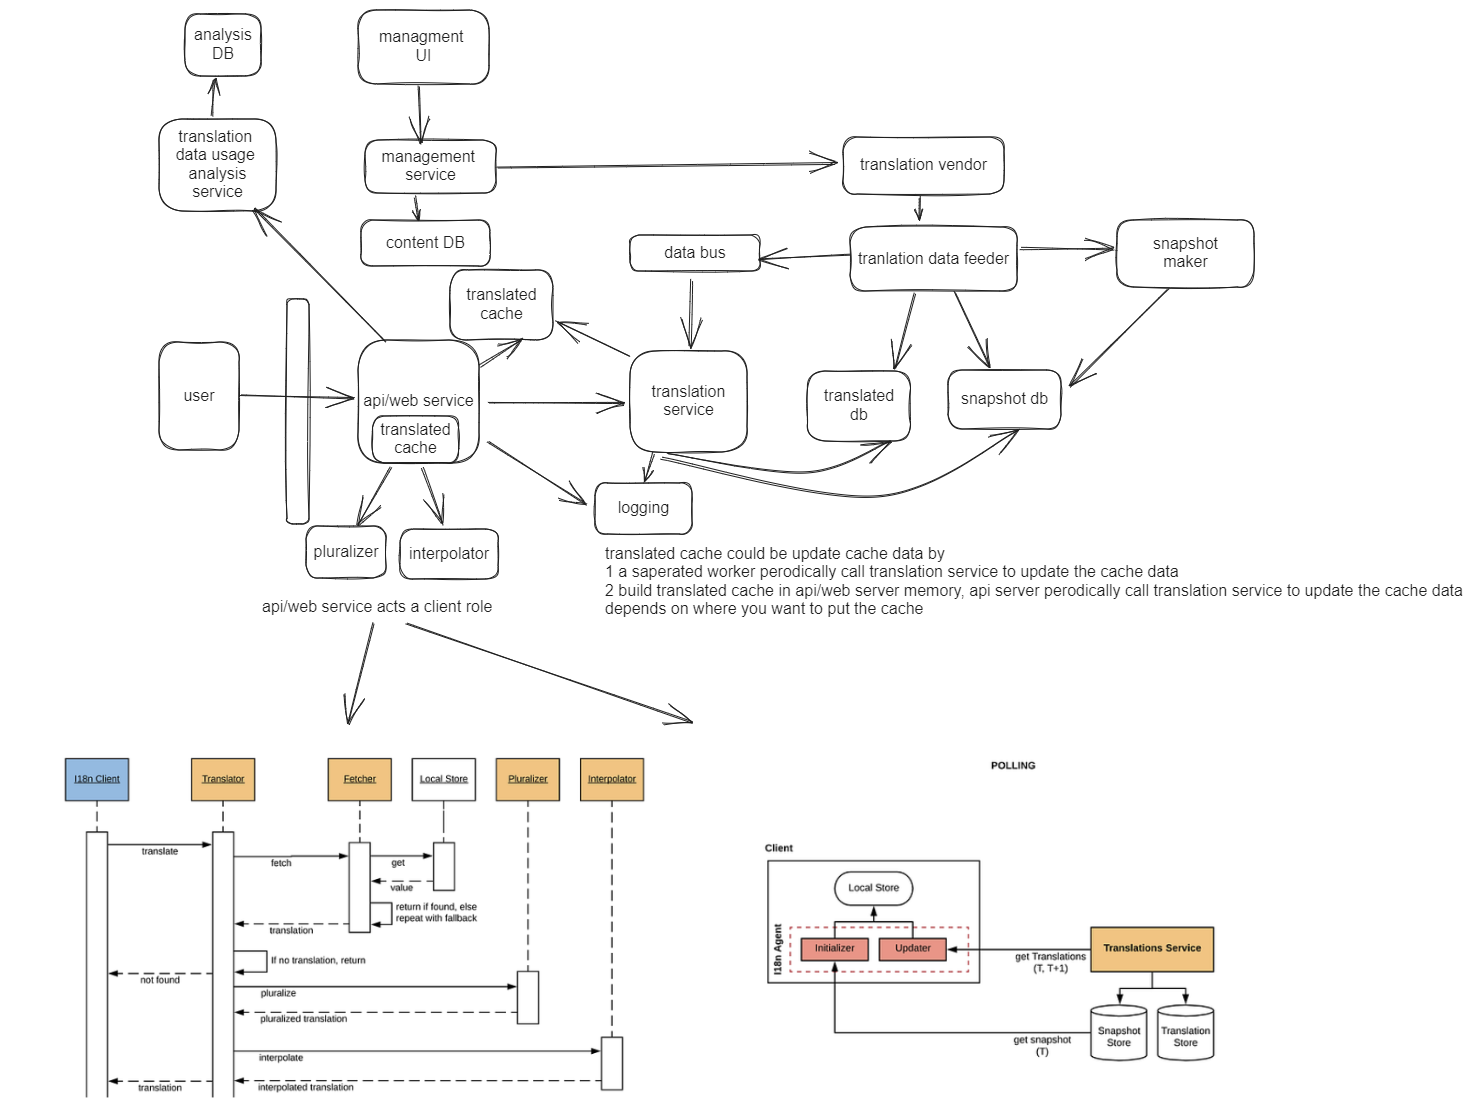 analysis
DB
managment
UI
translation
data usage
analysis
service
management
service
translation vendor
content DB
data bus
tranlation data feeder
snapshot
maker
translated
cache
user
api/web service
translated
cache
translation
service
translated
db
snapshot db
logging
pluralizer
interpolator
translated cache could be update cache data by
1 a saperated worker perodically call translation service to update the cache data
2 build translated cache in api/web server memory, api server perodically call translation service to update the cache data
depends on where you want to put the cache
api/web service acts a client role
I18n Client
Translator
Fetcher
Local Store
Pluralizer
Interpolator
translate
fetch
get
value
return if found, else
repeat with fallback
translation
If no translation, return
not found
pluralize
pluralized translation
interpolate
translation
interpolated translation
POLLING
Client
Local Store
I18n Agent
Initializer
Updater
get Translations
(T, T+1)
Translations Service
get snapshot
(T)
Snapshot
Store
Translation
Store